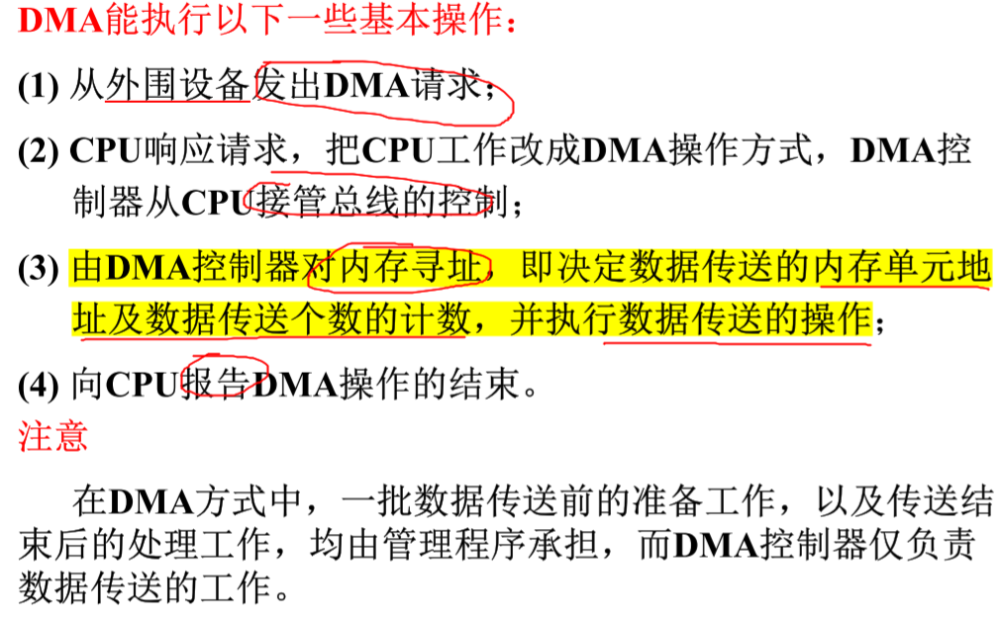 DMA能执行以下一些基本操作：
(1) 从外围设备发出DMA请求；
(2) CPU响应请求，把CPU工作改成DMA操作方式，DMA控
制器从CPU接管总线的控制；
(3) 由DMA控制器对内存寻址，即决定数据传送的内存单元地
址及数据传送个数的计数，并执行数据传送的操作；
(4) 向CPU报告DMA操作的结束。
注意
在DMA方式中，一批数据传送前的准备工作，以及传送结
束后的处理工作，均由管理程序承担，而DMA控制器仅负责
数据传送的工作。